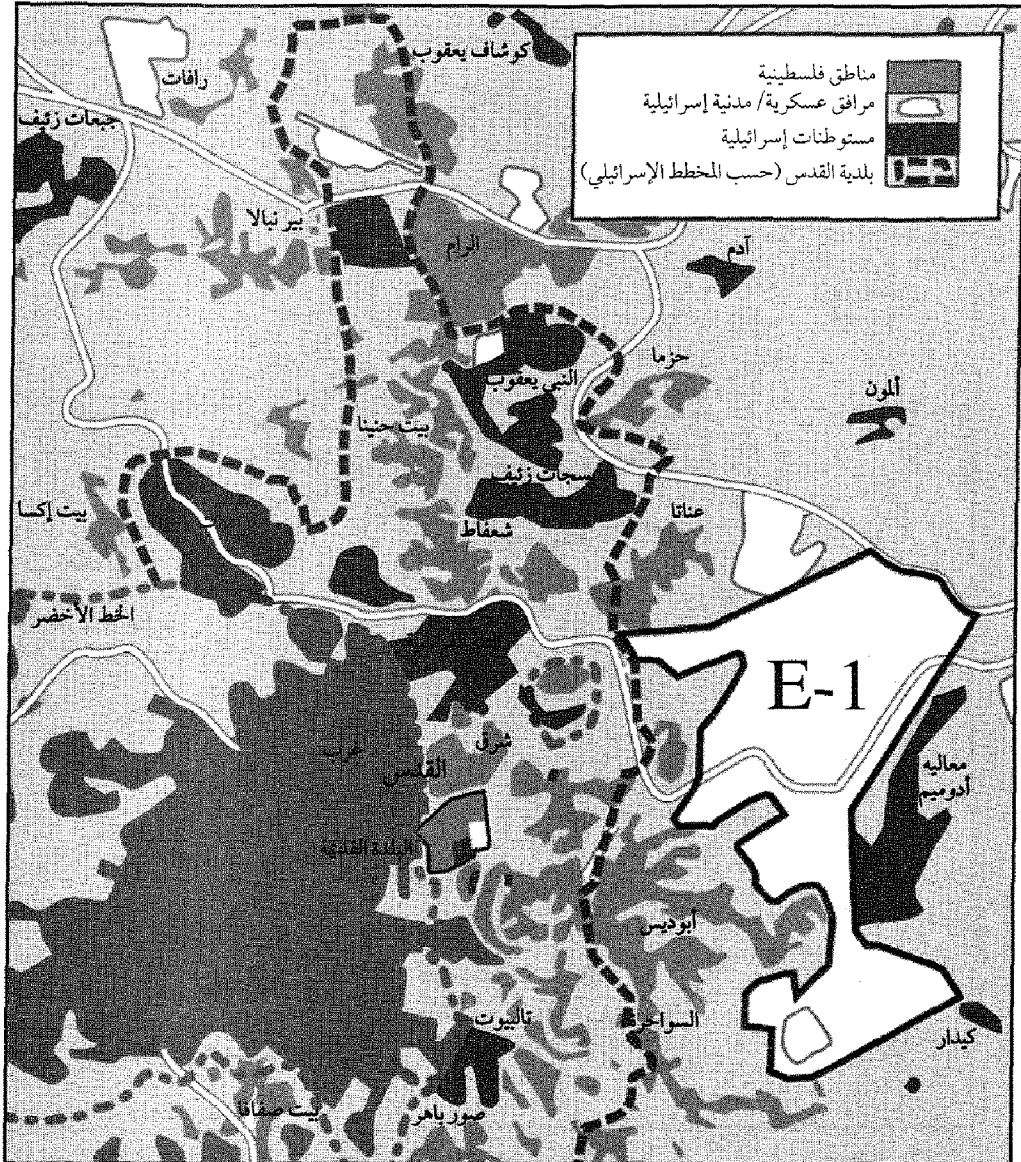 كوشاف يعقوب
رافات
جبعات زئيف
مناطق فلسطينية
مرافق عسكرية/ مدنية إسرائيلية
مستوطنات إسرائيلية
بلدية القدس (حسب المخطط الإسرائيلي)
بير نبالا
الرام
آدم
حزما
النبي يعقوب
ألمون
بيت حنينا
بسجات زئيف
بيت إكسا
شعفاط
عناتا
الخط الأخضر
E-1
شرق
غرب
القدس
معاليه
أدوميم
البلدة القديمة
أبوديس
تالبيوت
السواحرة
كيدار
بيت صفافا
صور باهر